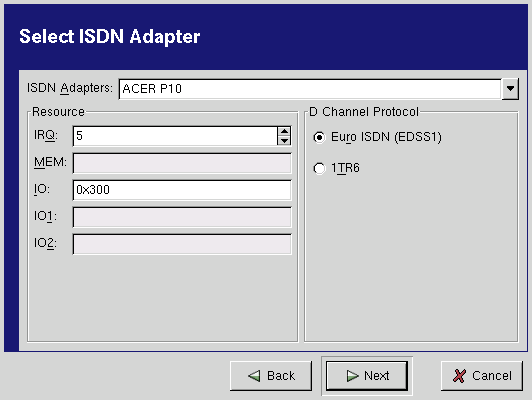 Select ISDN Adapter
ISDN Adapters: ACER P10
Resource
IRQ: 5
MEM:
IO: 0x300
IO1:
IO2:
D Channel Protocol
Euro ISDN (EDSS1)
1TR6
Back Next Cancel